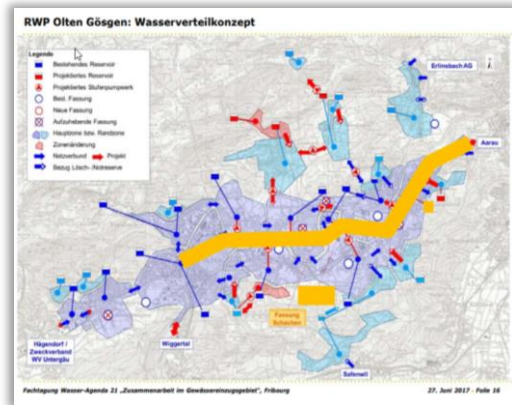 RWP Olten Gösgen: Wasserverteilkonzept
Legende
Bestehendes Reservoir
Projektiertes Reservoir
Projektiertes Stufenpumpwerk
Best. Fassung
Neue Fassung
Aufzuhebende Fassung
Hauptzone bzw. Randzone
Zonenänderung
Netzverbund
Projekt
Bezug Lösch-/Notreserve
Erlinsbach AG
Aarau
Fassung
Schachen
Hägendorf /
Zweckverband
WV Untergäu
Wiggertal
Safenwil
Fachtagung Wasser-Agenda 21 „Zusammenarbeit im Gewässereinzugsgebiet", Fribourg
27. Juni 2017 - Folie 16